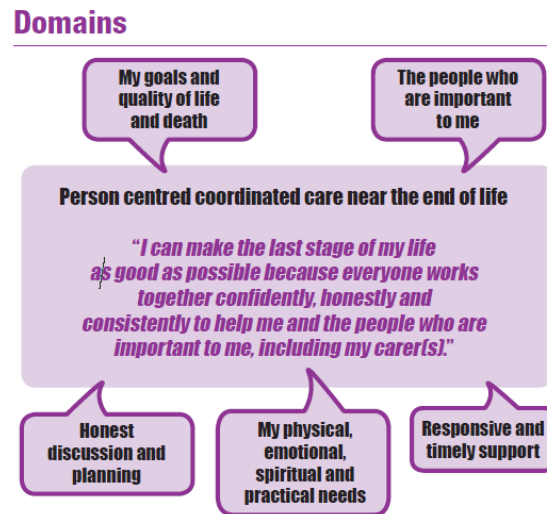 Domains
My goals and
quality of life
and death
The people who
are important
to me
Person centred coordinated care near the end of life
“I can make the last stage of my life
as good as possible because everyone works
together confidently, honestly and
consistently to help me and the people who are
important to me, including my carer(s).”
Honest
discussion and
planning
My physical,
emotional,
spiritual and
practical needs
Responsive and
timely support